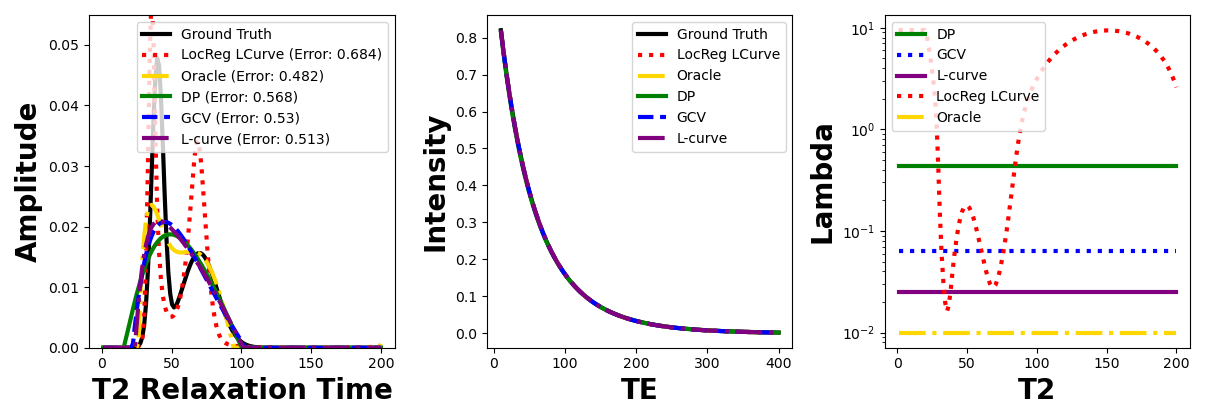 Amplitude
0.05
0.04
0.03
0.02
0.01
0.00
Ground Truth
LocReg LCurve (Error: 0.684)
Oracle (Error: 0.482)
DP (Error: 0.568)
GCV (Error: 0.53)
L-curve (Error: 0.513)
0 50 100 150 200
T2 Relaxation Time
Intensity
0.8
0.7
0.6
0.5
0.4
0.3
0.2
0.1
0.0
Ground Truth
LocReg LCurve
Oracle
DP
GCV
L-curve
0 100 200 300 400
TE
Lambda
10¹
10⁰
10⁻¹
10⁻²
DP
GCV
L-curve
LocReg LCurve
Oracle
0 50 100 150 200
T2